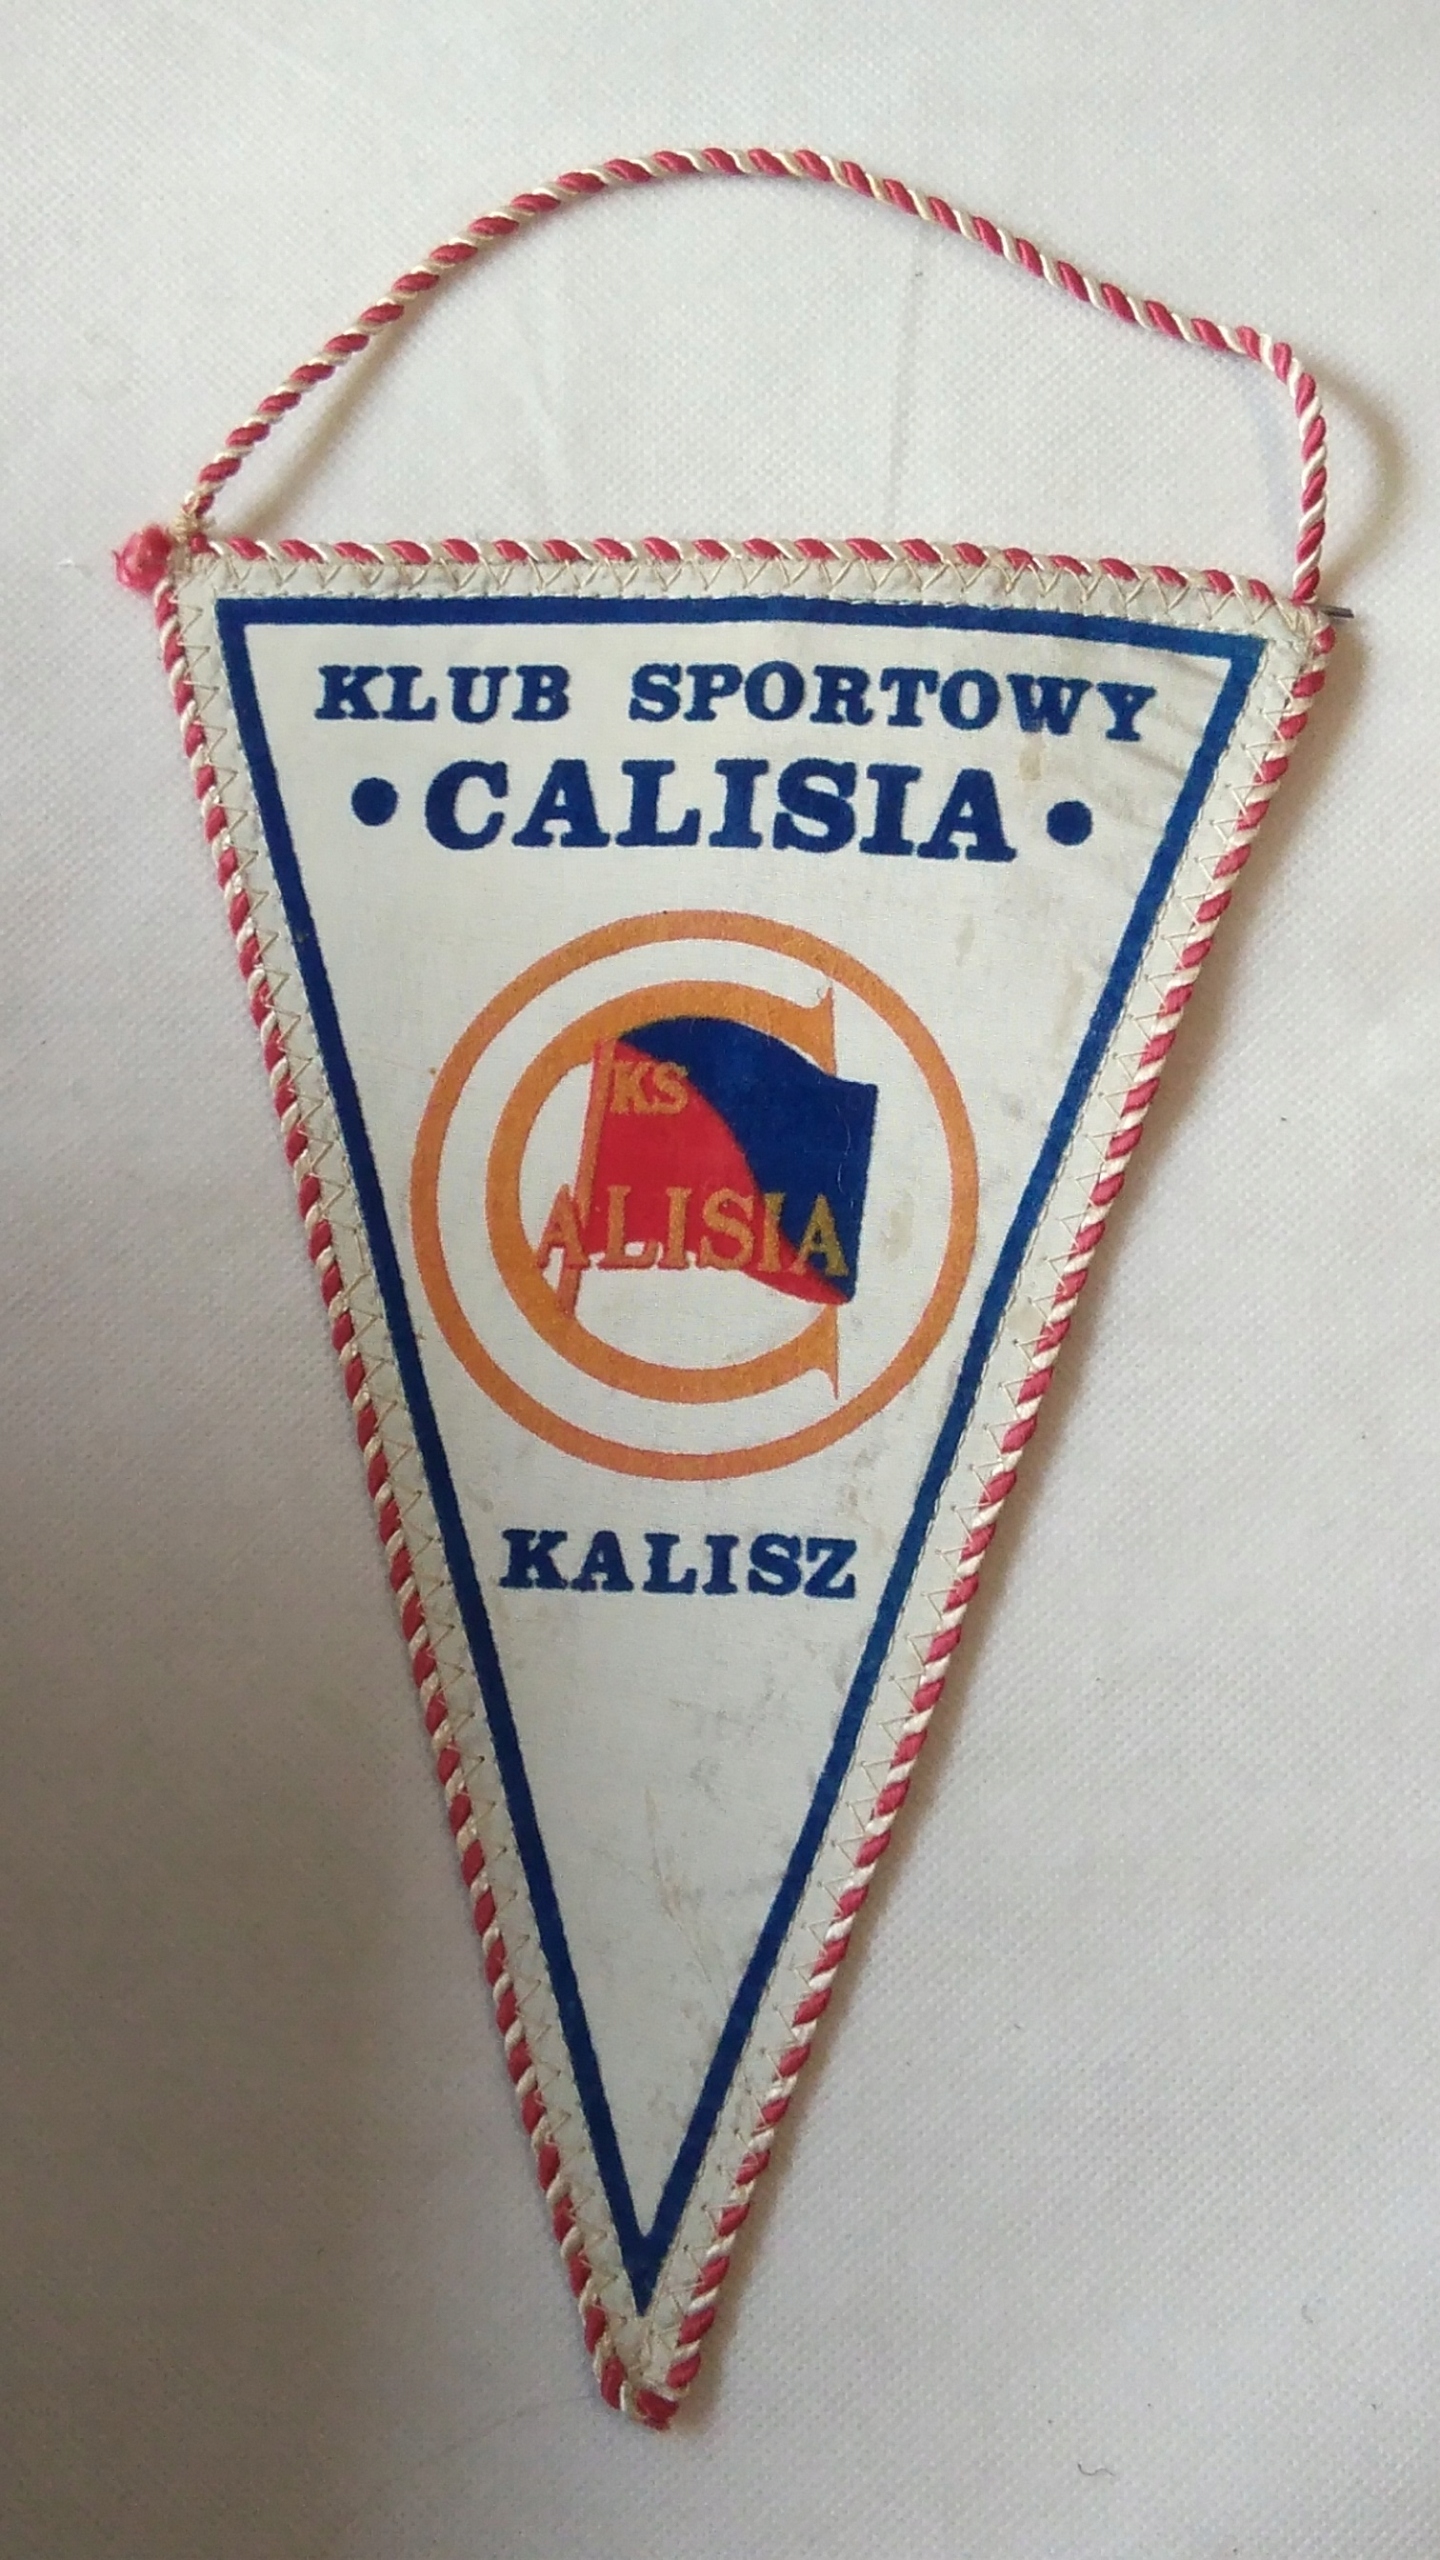 KLUB SPORTOWY
• CALISIA •
KS
CALISIA
KALISZ